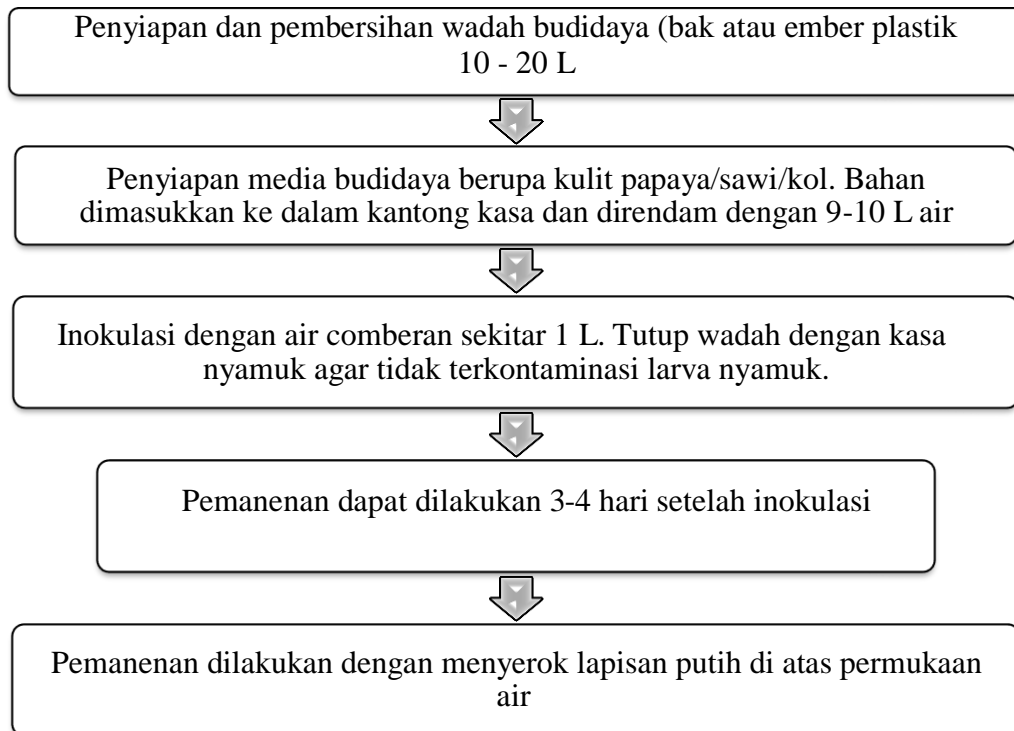 Penyiapan dan pembersihan wadah budidaya (bak atau ember plastik
10 - 20 L
Penyiapan media budidaya berupa kulit papaya/sawi/kol. Bahan
dimasukkan ke dalam kantong kasa dan direndam dengan 9-10 L air
Inokulasi dengan air comberan sekitar 1 L. Tutup wadah dengan kasa
nyamuk agar tidak terkontaminasi larva nyamuk.
Pemanenan dapat dilakukan 3-4 hari setelah inokulasi
Pemanenan dilakukan dengan menyerok lapisan putih di atas permukaan
air